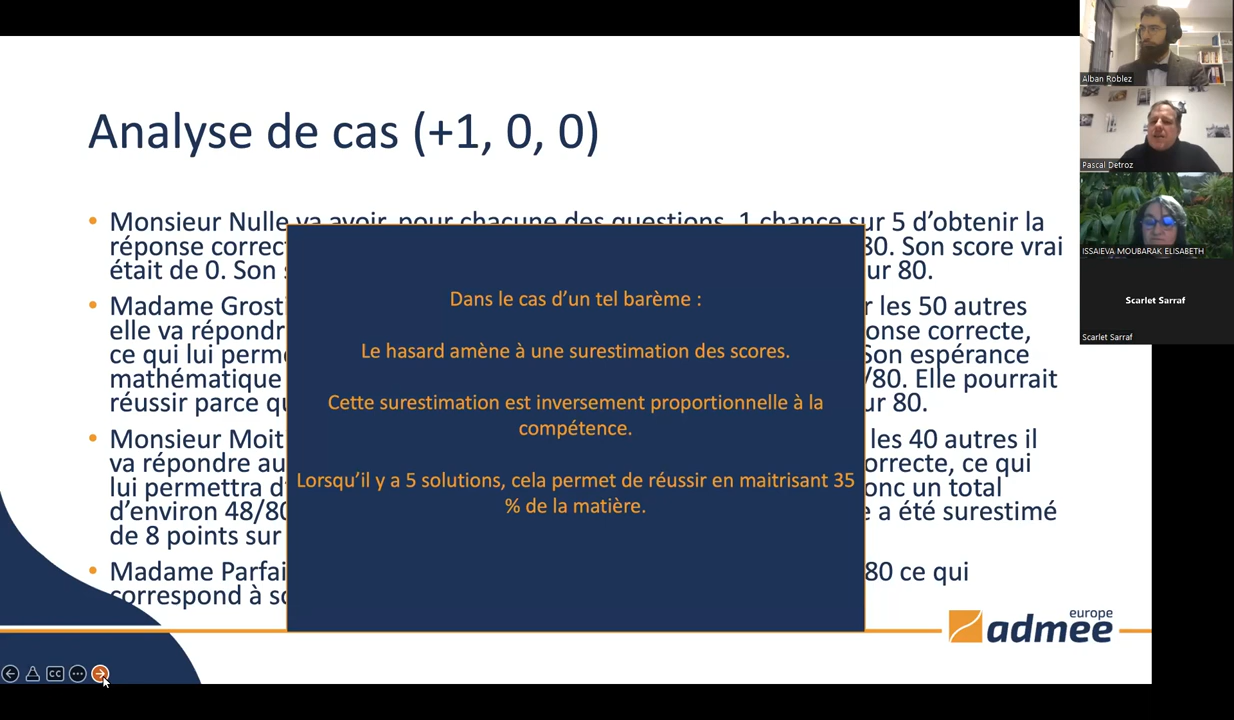 Analyse de cas (+1, 0, 0)
• Monsieur Nulle va avoir, pour chacune des questions, 1 chance sur 5 d’obtenir la
réponse correct 80. Son score vrai
était de 0. Son ur 80.
• Madame Grost r les 50 autres
elle va répondr onse correcte,
ce qui lui perme Son espérance
mathématique /80. Elle pourrait
réussir parce qu ur 80.
• Monsieur Moit les 40 autres il
va répondre au orrecte, ce qui
lui permettra d onc un total
d’environ 48/80 e a été surestimé
de 8 points sur
• Madame Parfai 80 ce qui
correspond à so
Dans le cas d’un tel barème :
Le hasard amène à une surestimation des scores.
Cette surestimation est inversement proportionnelle à la
compétence.
Lorsqu’il y a 5 solutions, cela permet de réussir en maitrisant 35
% de la matière.
europe
admee
CC
Alban Roblez
Pascal Detroz
ISSAIEVA MOUBARAK ELISABETH
Scarlet Sarraf
Scarlet Sarraf